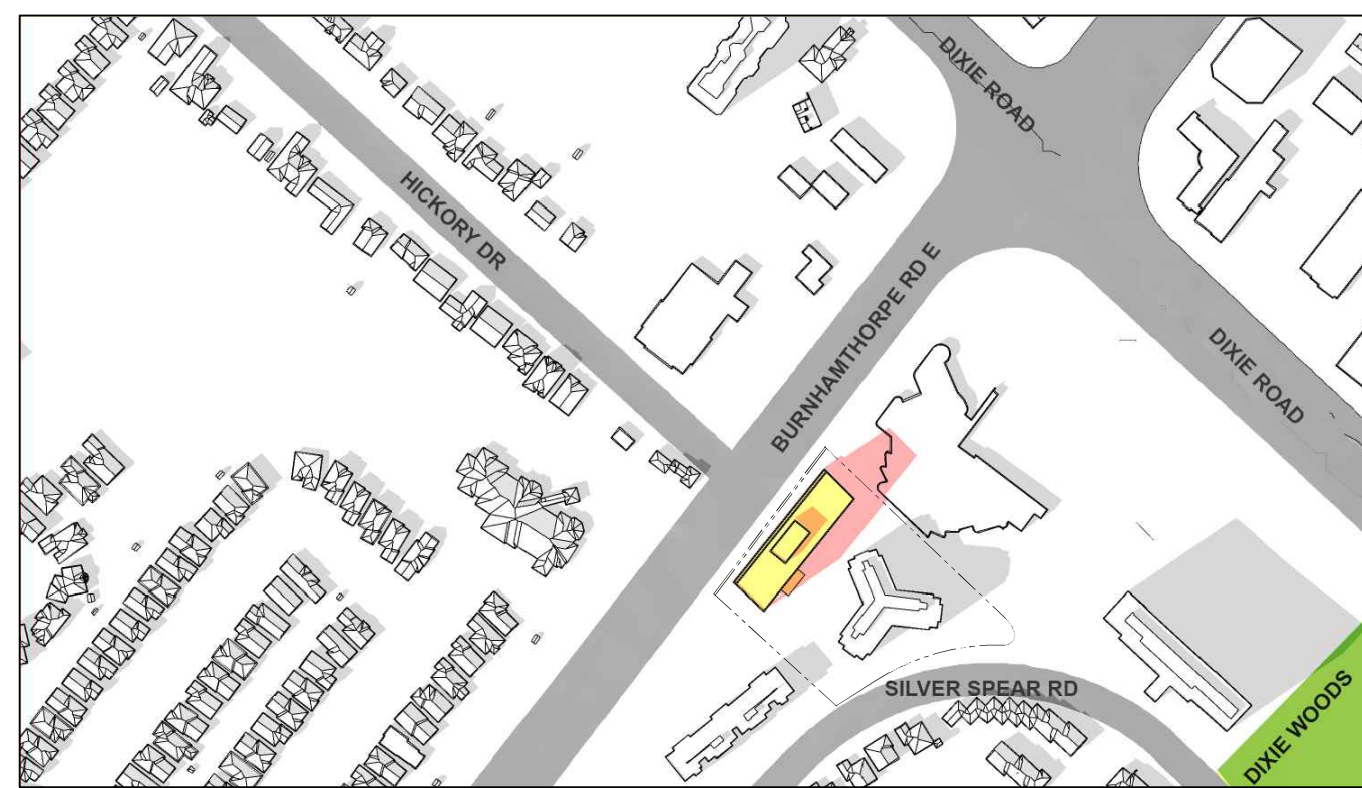 DIXIE ROAD
HICKORY DR
BURNHAMTHORPE RD E
DIXIE ROAD
SILVER SPEAR RD
DIXIE WOODS